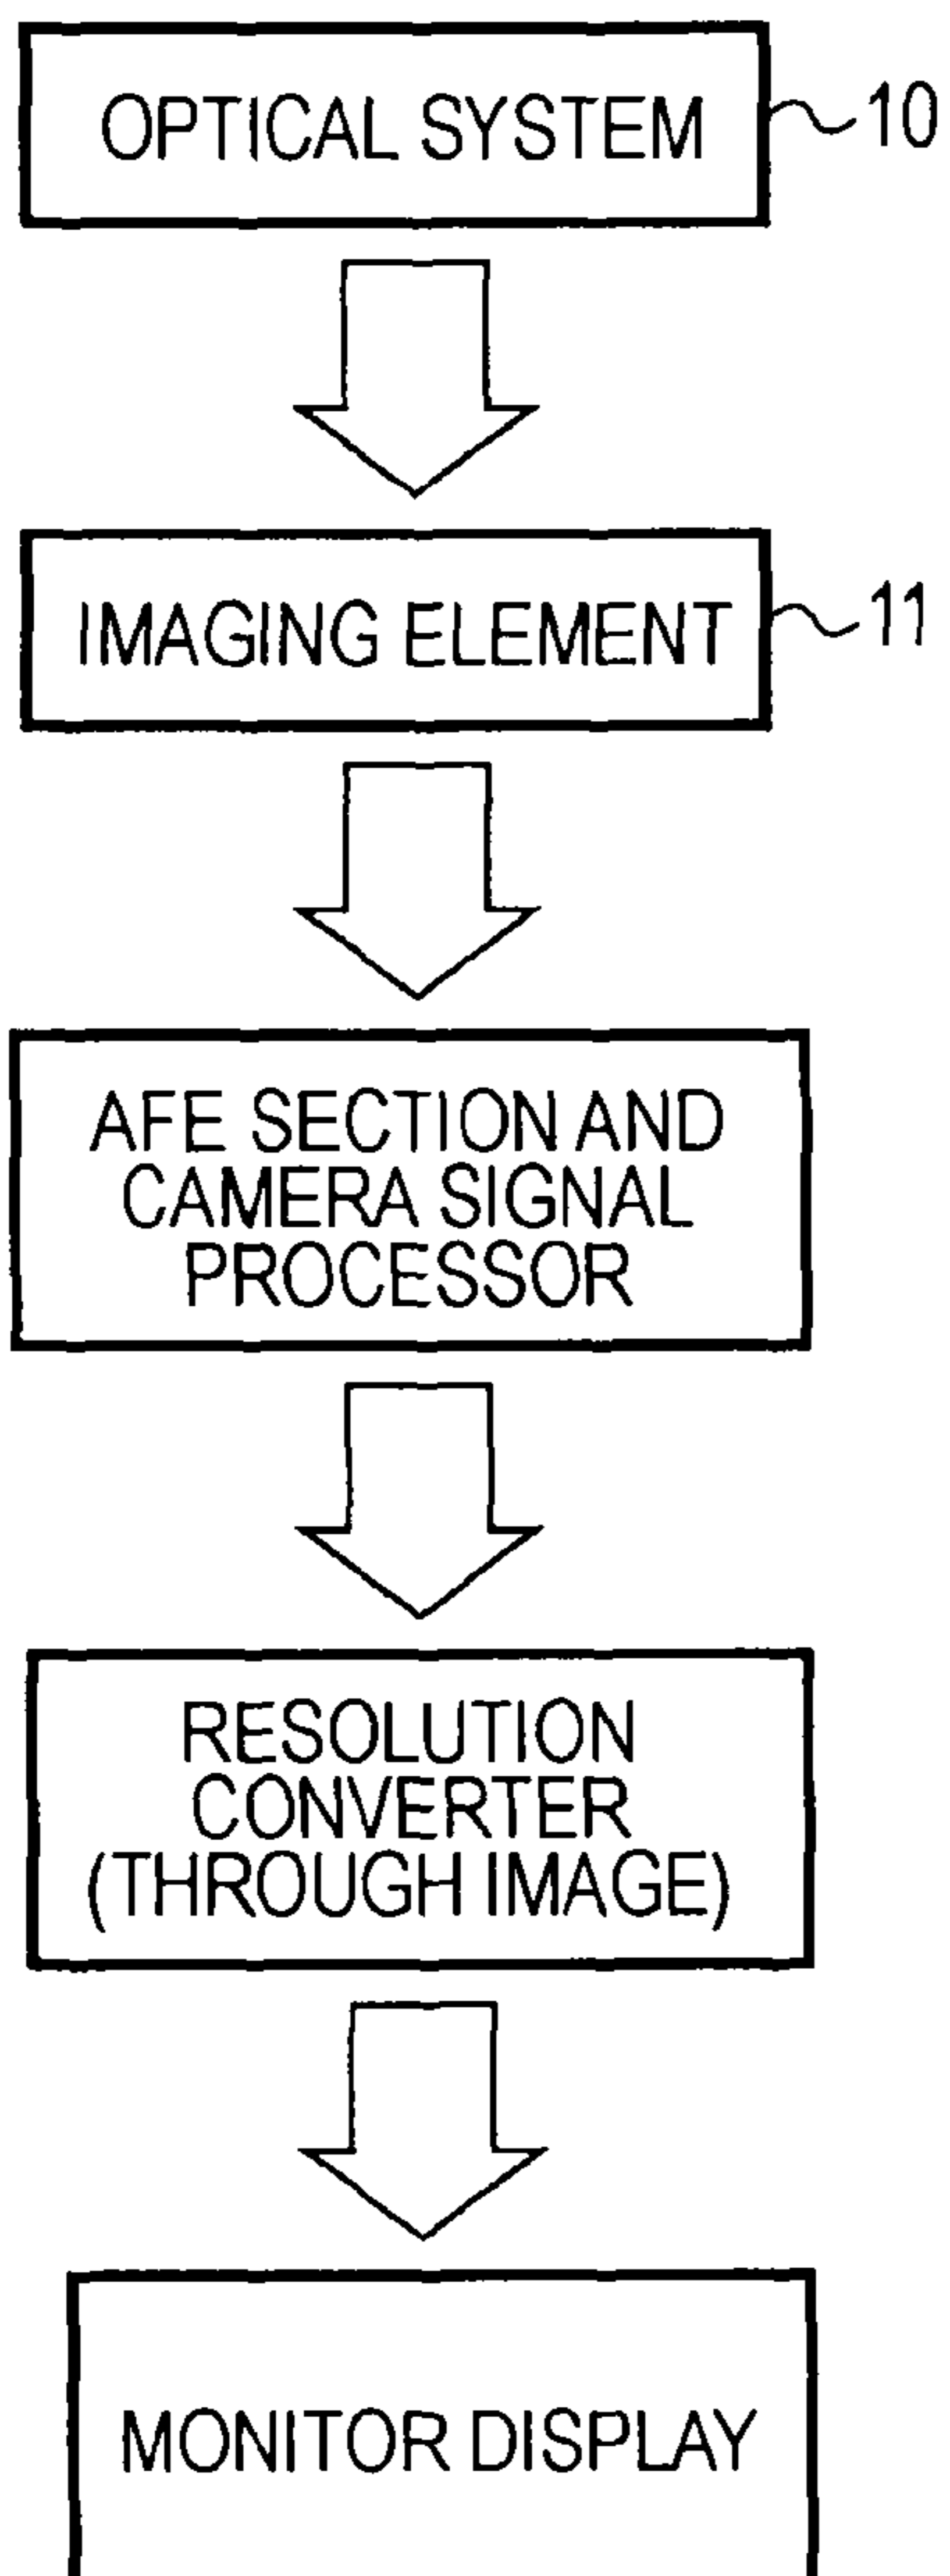 OPTICAL SYSTEM 10
IMAGING ELEMENT 11
AFE SECTION AND
CAMERA SIGNAL
PROCESSOR
RESOLUTION
CONVERTER
(THROUGH IMAGE)
MONITOR DISPLAY